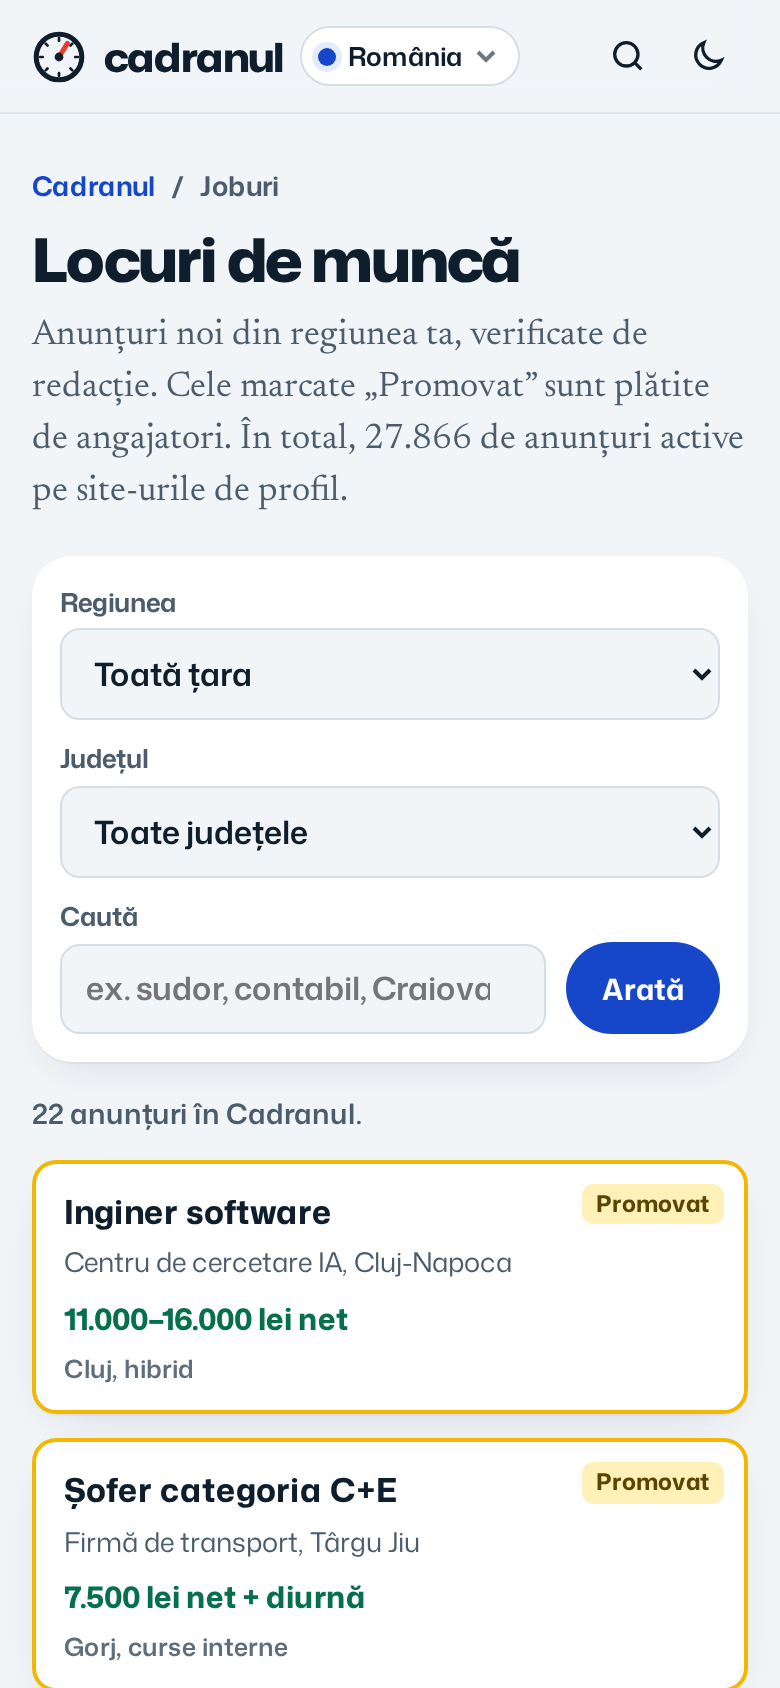 cadranul
România
Cadranul / Joburi
Locuri de muncă
Anunțuri noi din regiunea ta, verificate de
redacție. Cele marcate „Promovat” sunt plătite
de angajatori. În total, 27.866 de anunțuri active
pe site-urile de profil.
Regiunea
Toată țara
Județul
Toate județele
Caută
ex. sudor, contabil, Craiova
Arată
22 anunțuri în Cadranul.
Inginer software
Promovat
Centru de cercetare IA, Cluj-Napoca
11.000–16.000 lei net
Cluj, hibrid
Șofer categoria C+E
Promovat
Firmă de transport, Târgu Jiu
7.500 lei net + diurnă
Gorj, curse interne